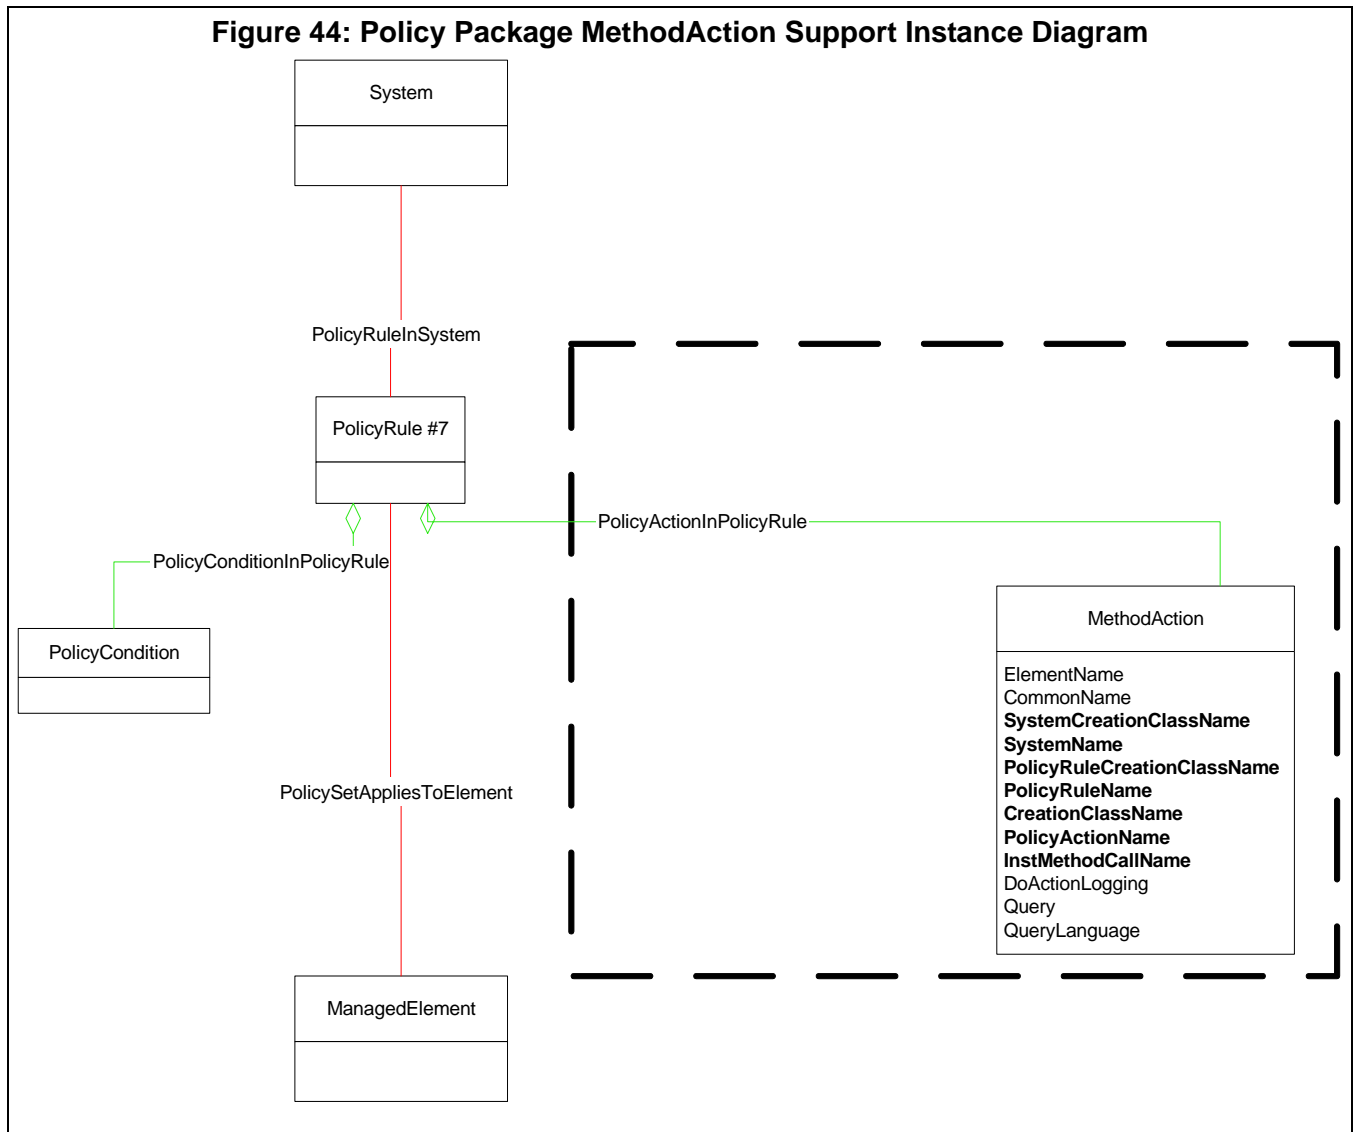 Figure 44: Policy Package MethodAction Support Instance Diagram
System
PolicyRuleInSystem
PolicyRule #7
PolicyActionInPolicyRule
PolicyConditionInPolicyRule
MethodAction
PolicyCondition
ElementName
CommonName
SystemCreationClassName
SystemName
PolicyRuleCreationClassName
PolicyRuleName
CreationClassName
PolicyActionName
InstMethodCallName
DoActionLogging
Query
QueryLanguage
PolicySetAppliesToElement
ManagedElement